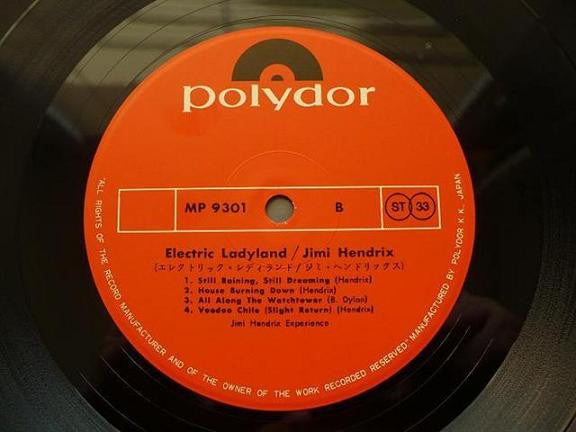 polydor
MP 9301 B ST 33
Electric Ladyland / Jimi Hendrix
(エレクトリック・レディランド/ジミ・ヘンドリックス)
1. Still Raining, Still Dreaming (Hendrix)
2. House Burning Down (Hendrix)
3. All Along The Watchtower (B. Dylan)
4. Voodoo Chile (Slight Return) (Hendrix)
Jimi Hendrix Experience
"ALL RIGHTS OF THE RECORD MANUFACTURER AND OF THE OWNER OF THE WORK RECORDED RESERVED" MANUFACTURED BY POLYDOR K.K. JAPAN